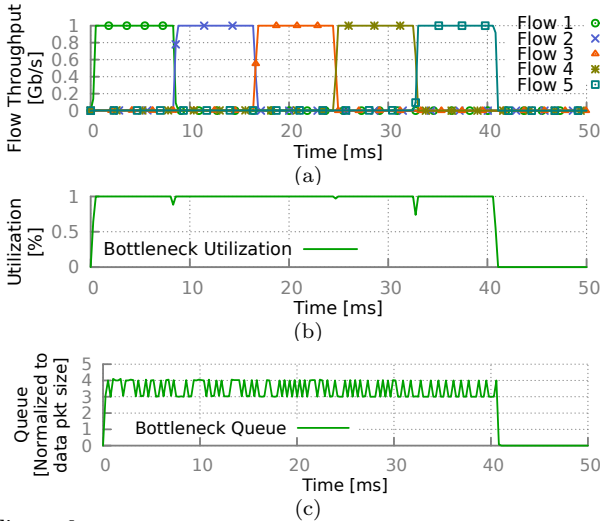 Flow Throughput
[Gb/s]
1
0.8
0.6
0.4
0.2
0
Flow 1
Flow 2
Flow 3
Flow 4
Flow 5
0 10 20 30 40 50
Time [ms]
(a)
Utilization
[%]
1
0.5
0
Bottleneck Utilization
0 10 20 30 40 50
Time [ms]
(b)
Queue
[Normalized to
data pkt size]
5
4
3
2
1
0
Bottleneck Queue
0 10 20 30 40 50
Time [ms]
(c)